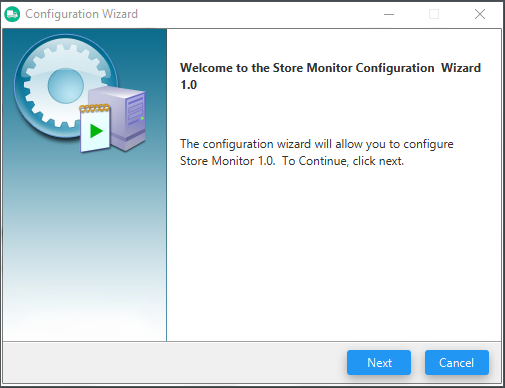 Configuration Wizard
Welcome to the Store Monitor Configuration  Wizard
1.0
The configuration wizard will allow you to configure
Store Monitor 1.0.  To Continue, click next.
Next
Cancel